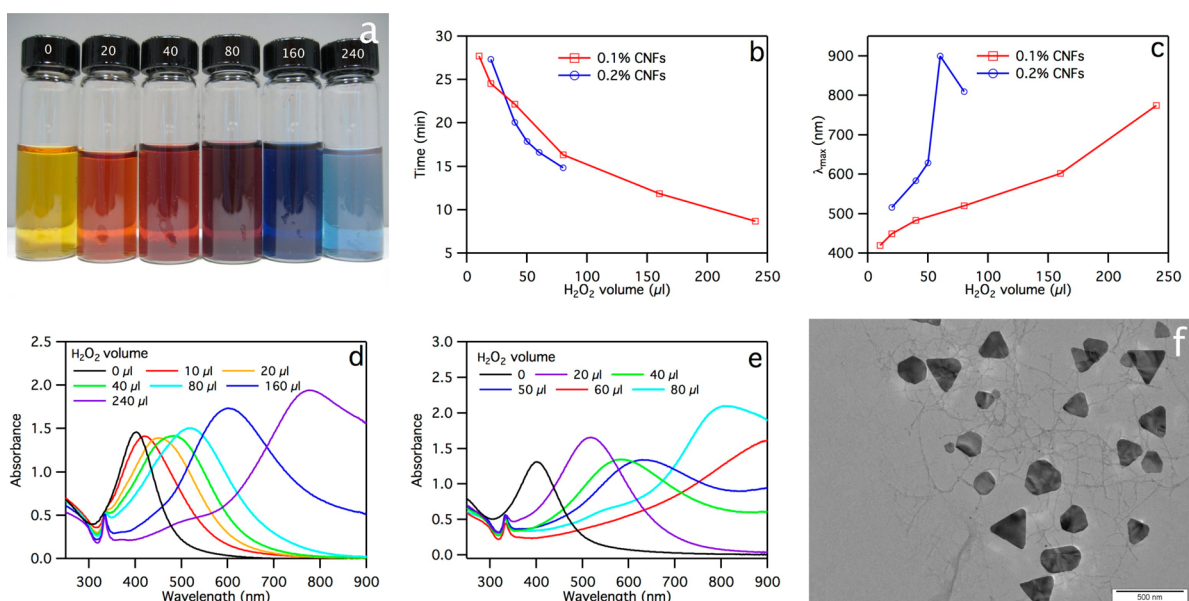 a
0 20 40 80 160 240
b
30
25
20
15
10
5
Time (min)
0.1% CNFs
0.2% CNFs
0 50 100 150 200 250
H₂O₂ volume (μl)
c
900
800
700
600
500
400
λmax (nm)
0.1% CNFs
0.2% CNFs
0 50 100 150 200 250
H₂O₂ volume (μl)
d
2.5
2.0
1.5
1.0
0.5
0.0
Absorbance
H₂O₂ volume
0 μl 10 μl 20 μl
40 μl 80 μl 160 μl
240 μl
300 400 500 600 700 800 900
Wavelength (nm)
e
3.0
2.5
2.0
1.5
1.0
0.5
0.0
Absorbance
H₂O₂ volume
0 20 μl 40 μl
50 μl 60 μl 80 μl
300 400 500 600 700 800 900
Wavelength (nm)
f
500 nm